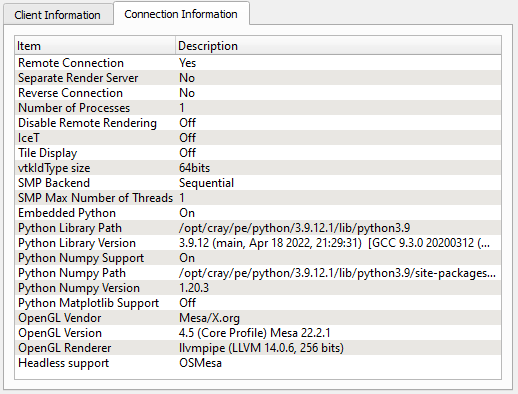 Client Information Connection Information
Item Description
Remote Connection Yes
Separate Render Server No
Reverse Connection No
Number of Processes 1
Disable Remote Rendering Off
IceT Off
Tile Display Off
vtkIdType size 64bits
SMP Backend Sequential
SMP Max Number of Threads 1
Embedded Python On
Python Library Path /opt/cray/pe/python/3.9.12.1/lib/python3.9
Python Library Version 3.9.12 (main, Apr 18 2022, 21:29:31)  [GCC 9.3.0 20200312 (...
Python Numpy Support On
Python Numpy Path /opt/cray/pe/python/3.9.12.1/lib/python3.9/site-packages...
Python Numpy Version 1.20.3
Python Matplotlib Support Off
OpenGL Vendor Mesa/X.org
OpenGL Version 4.5 (Core Profile) Mesa 22.2.1
OpenGL Renderer llvmpipe (LLVM 14.0.6, 256 bits)
Headless support OSMesa